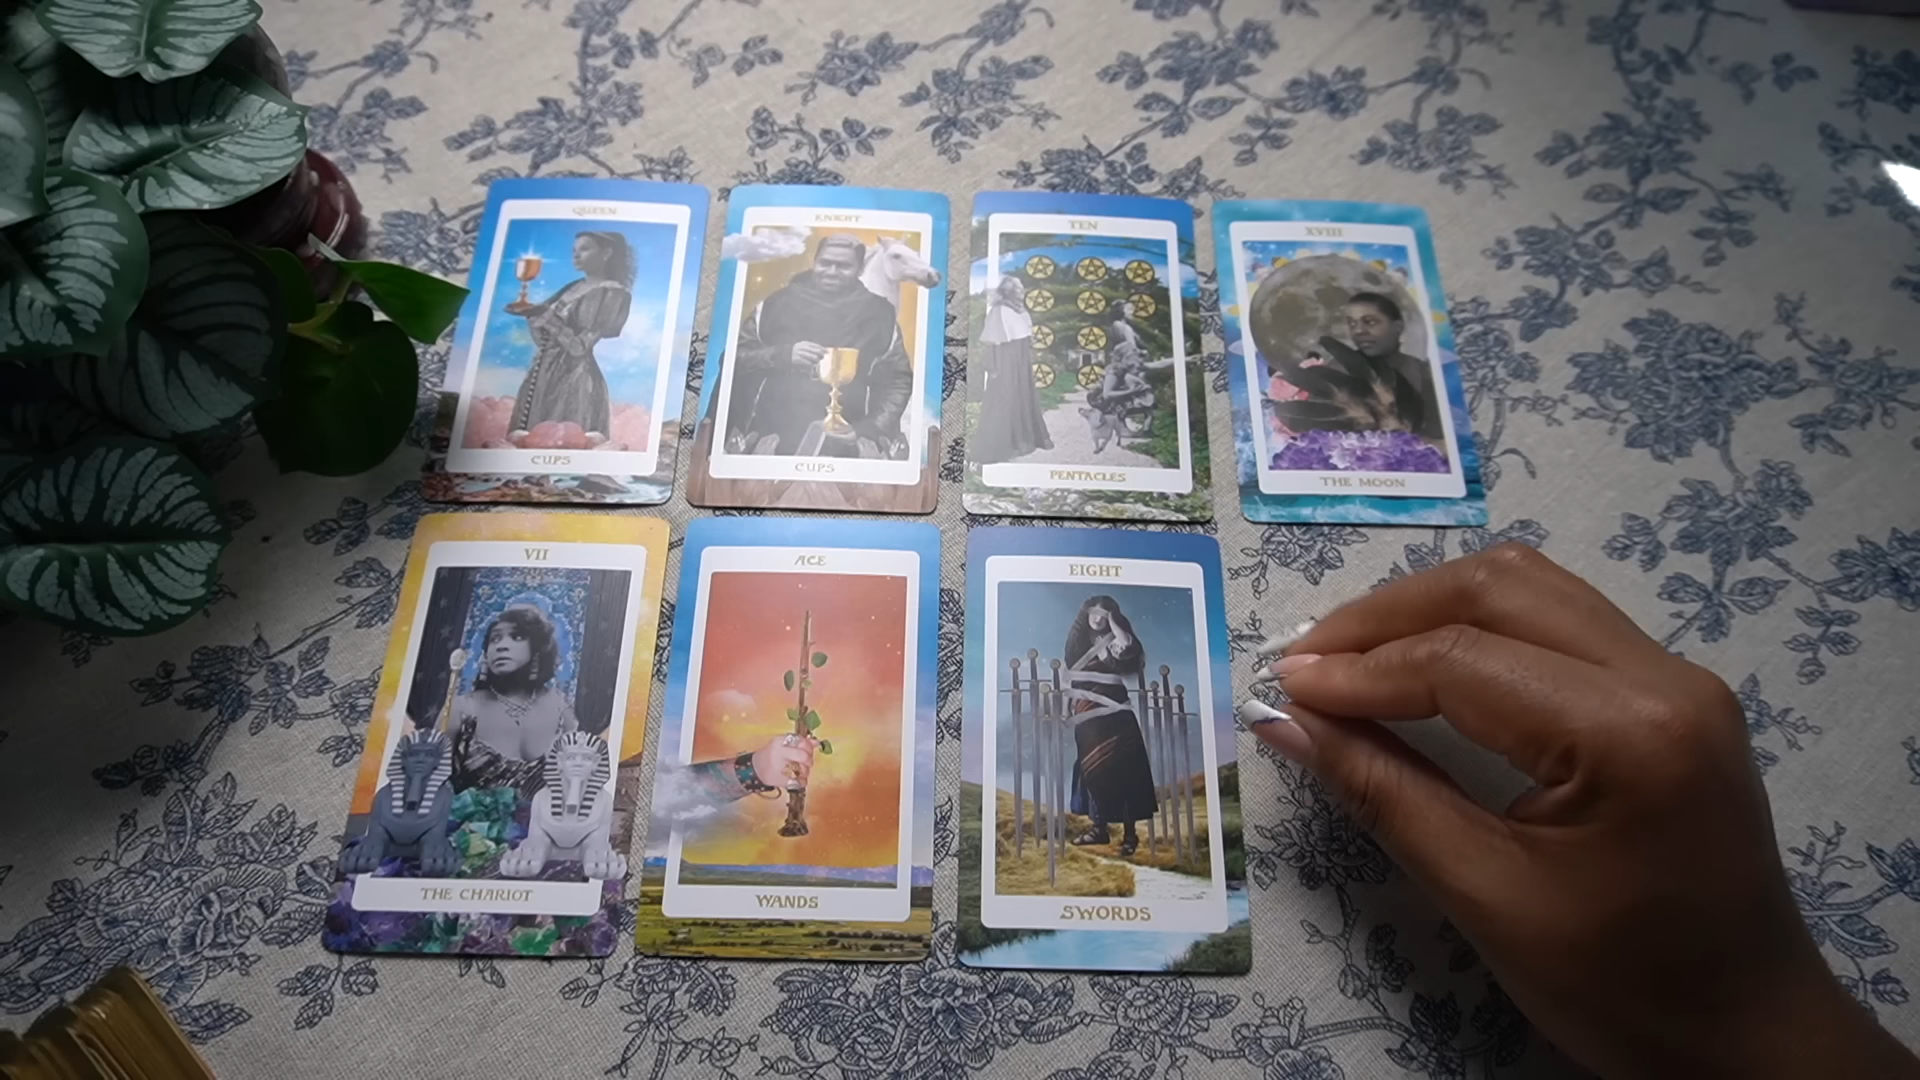 QUEEN
CUPS
KNIGHT
CUPS
TEN
PENTACLES
XVIII
THE MOON
VII
THE CHARIOT
ACE
WANDS
EIGHT
SWORDS